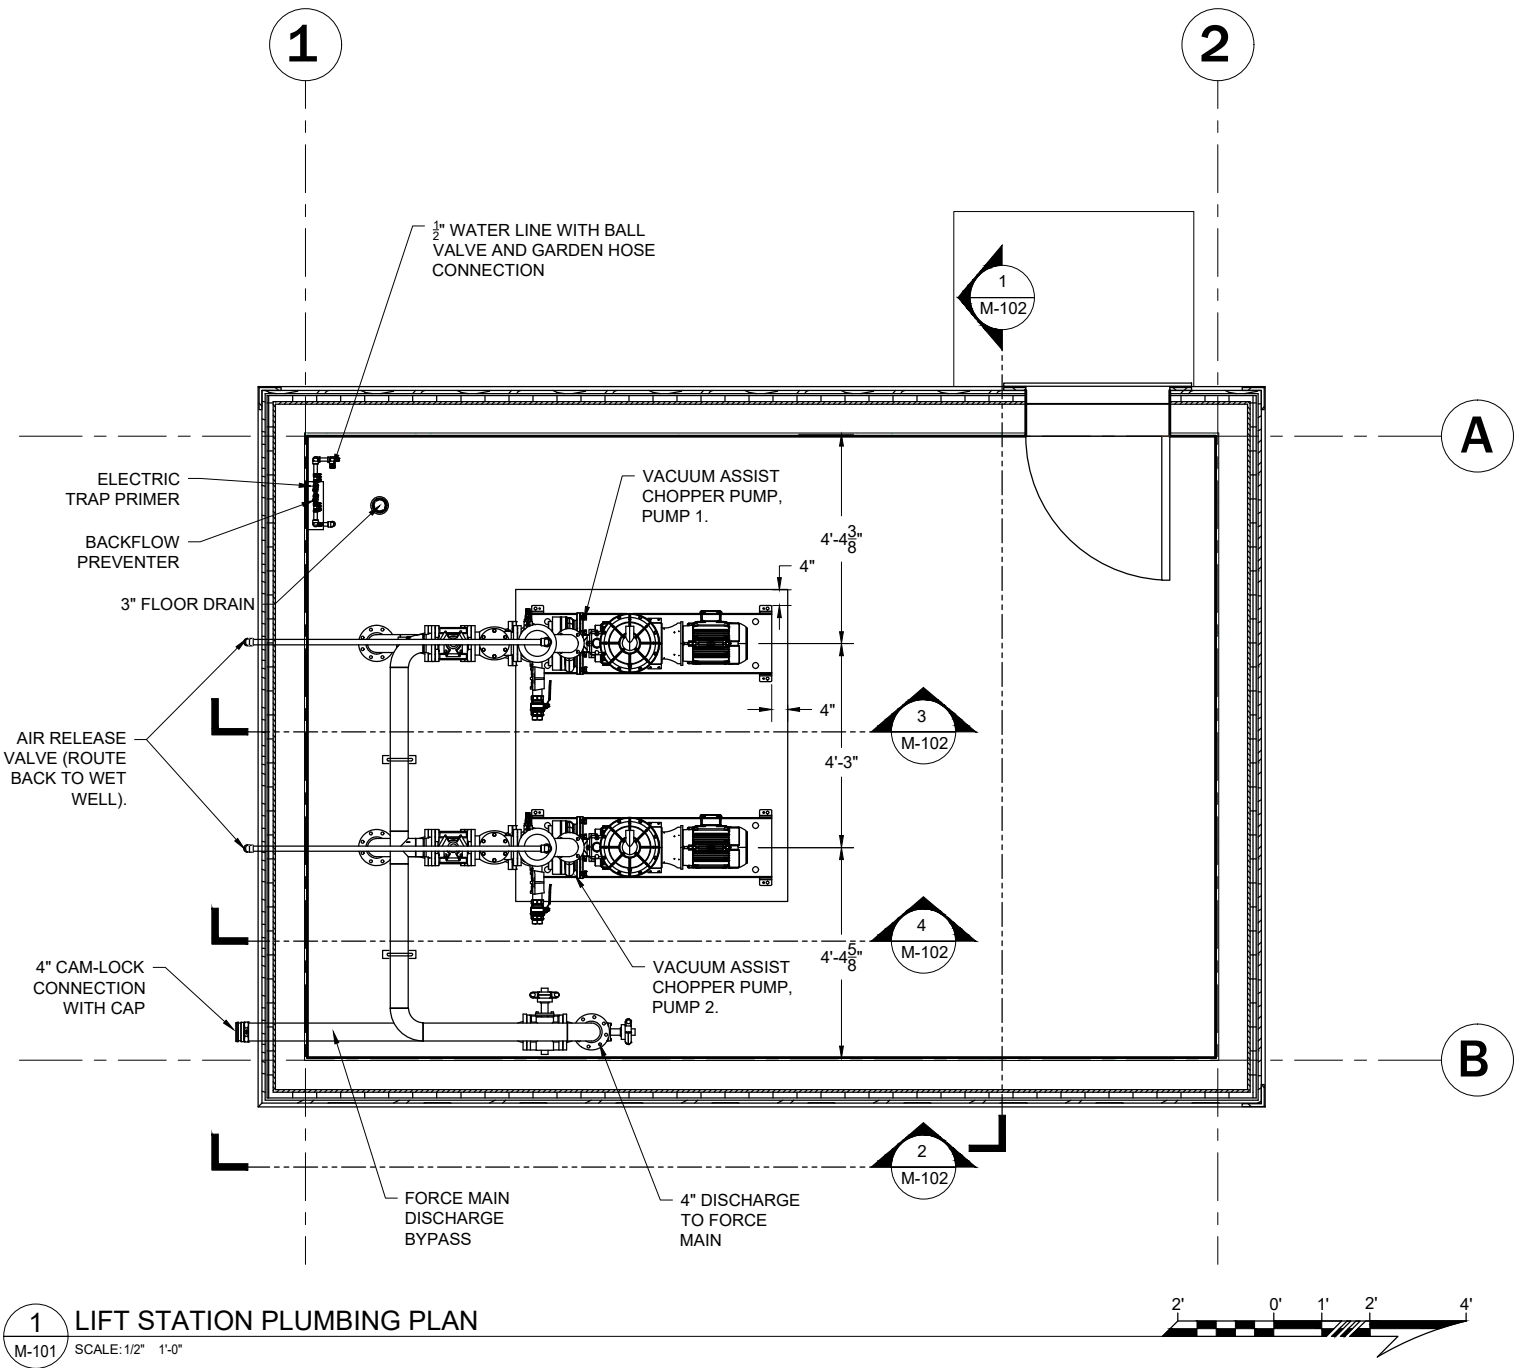 1
2
½" WATER LINE WITH BALL
VALVE AND GARDEN HOSE
CONNECTION
1
M-102
A
ELECTRIC
TRAP PRIMER
VACUUM ASSIST
CHOPPER PUMP,
PUMP 1.
BACKFLOW
PREVENTER
4'-4⅜"
4"
3" FLOOR DRAIN
4"
3
M-102
AIR RELEASE
VALVE (ROUTE
BACK TO WET
WELL).
4'-3"
4
M-102
4'-4⅝"
4" CAM-LOCK
CONNECTION
WITH CAP
VACUUM ASSIST
CHOPPER PUMP,
PUMP 2.
B
2
M-102
FORCE MAIN
DISCHARGE
BYPASS
4" DISCHARGE
TO FORCE
MAIN
1
M-101
LIFT STATION PLUMBING PLAN
SCALE: 1/2" 1'-0"
2' 0' 1' 2' 4'